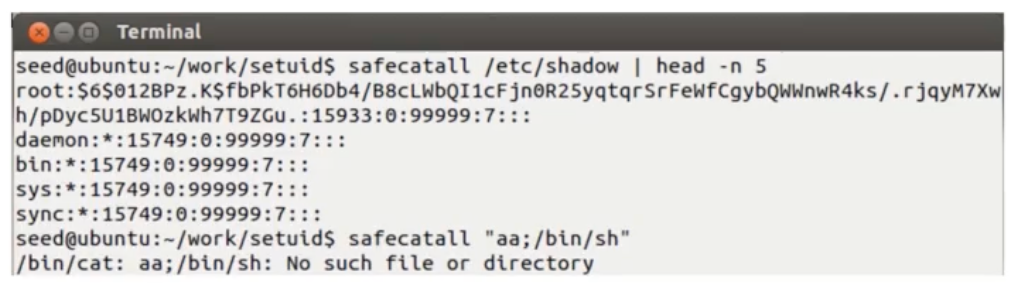 Terminal
seed@ubuntu:~/work/setuid$ safecatall /etc/shadow | head -n 5
root:$6$012BPz.K$fbPkT6H6Db4/B8cLWbQI1cFjn0R25yqtqrSrFeWfCgybQWWnwR4ks/.rjqyM7Xw
h/pDyc5U1BWOzkWh7T9ZGu.:15933:0:99999:7:::
daemon:*:15749:0:99999:7:::
bin:*:15749:0:99999:7:::
sys:*:15749:0:99999:7:::
sync:*:15749:0:99999:7:::
seed@ubuntu:~/work/setuid$ safecatall "aa;/bin/sh"
/bin/cat: aa;/bin/sh: No such file or directory